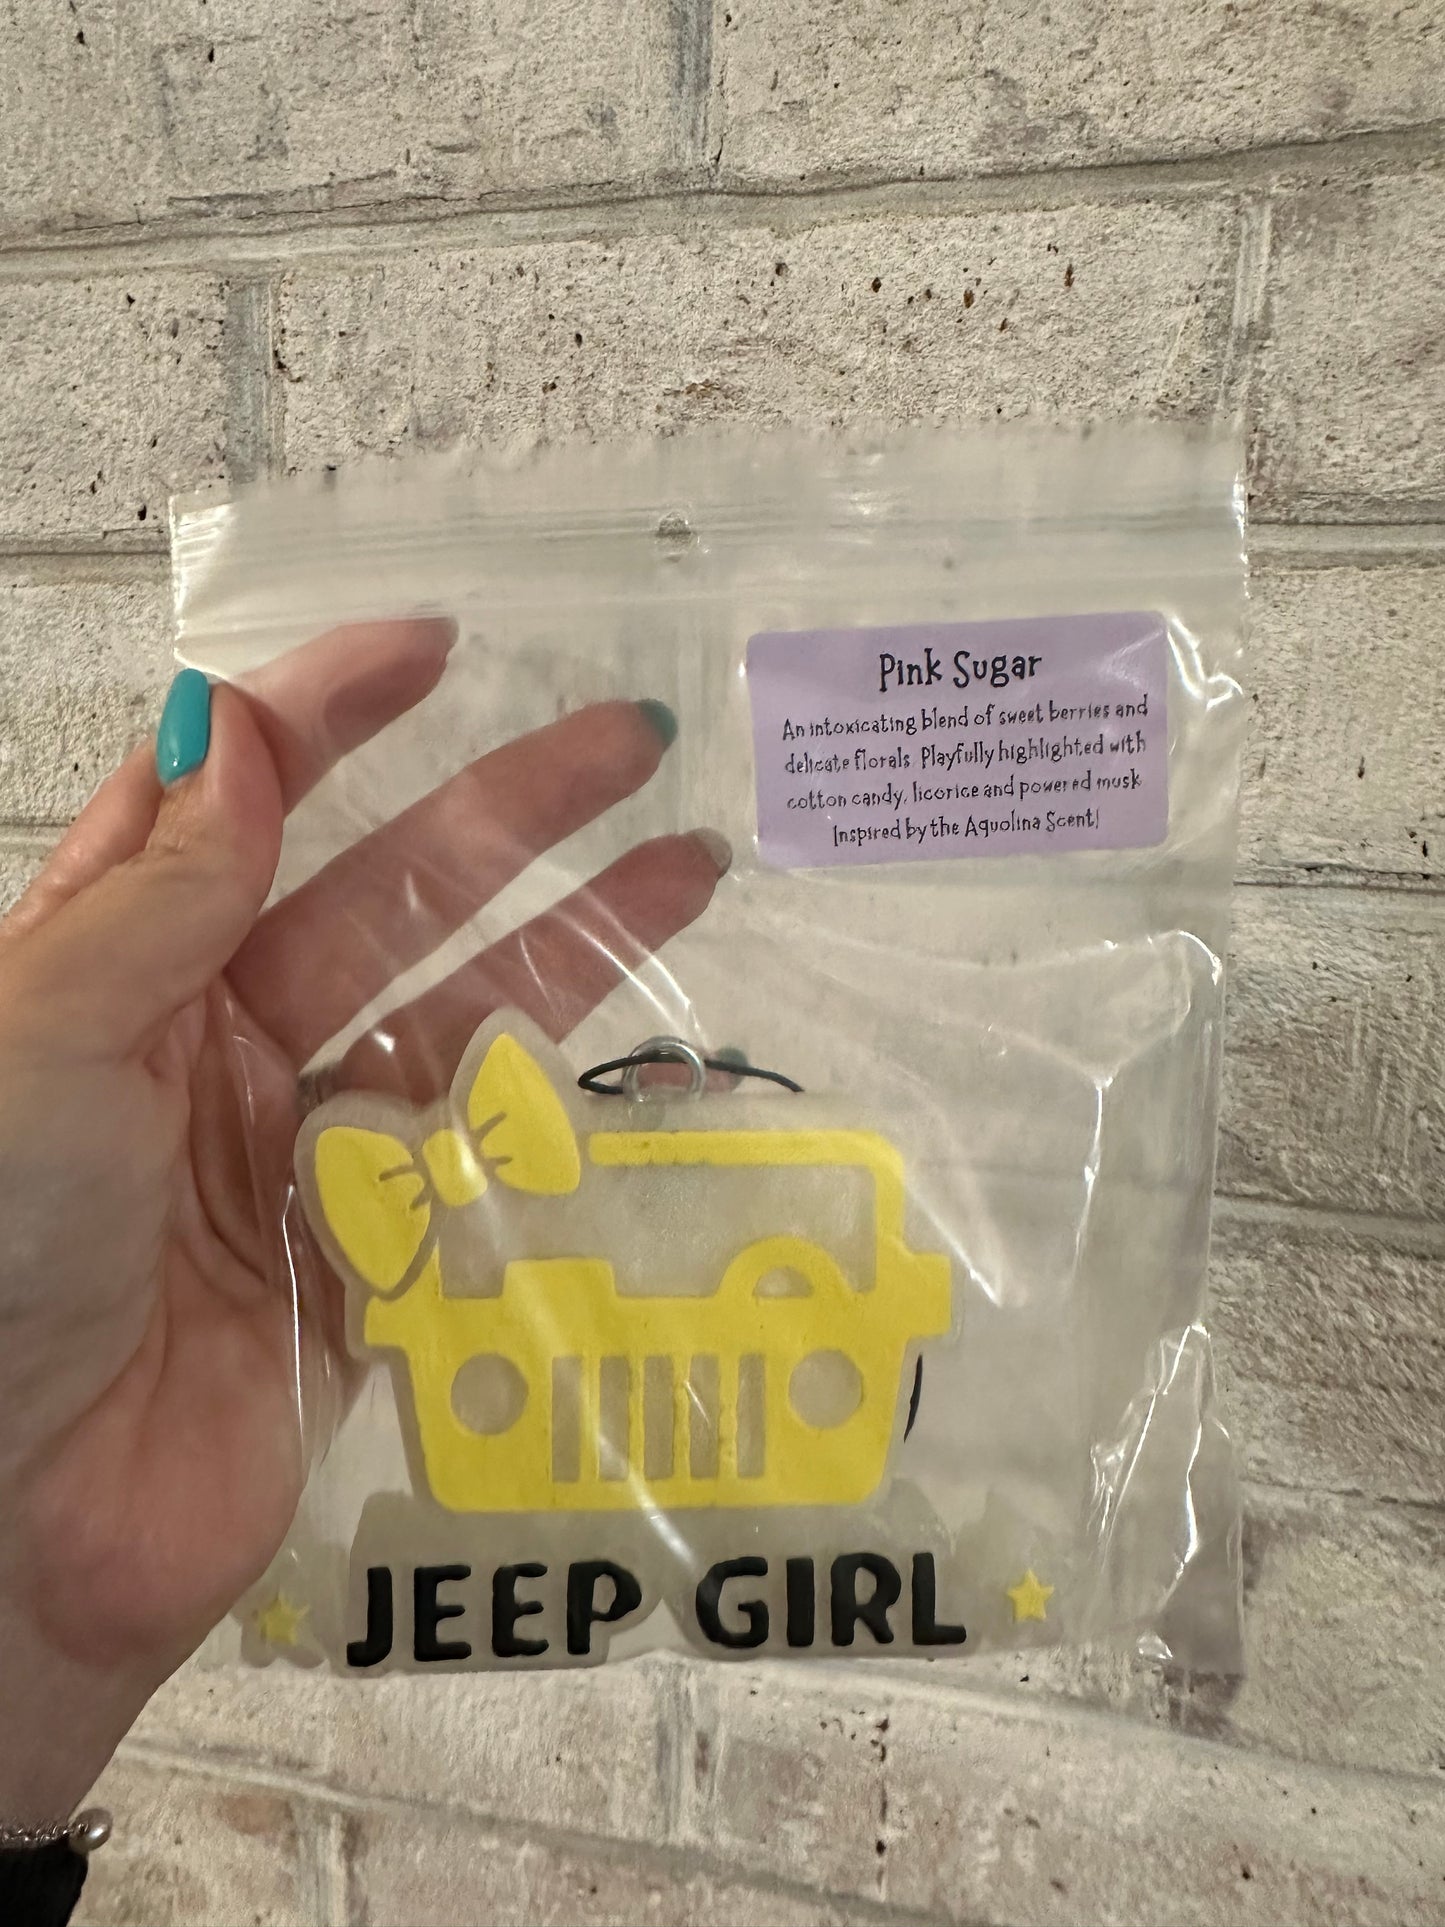 Pink Sugar
An intoxicating blend of sweet berries and
delicate florals. Playfully highlighted with
cotton candy, licorice and powered musk
Inspired by the Aquolina Scent!
JEEP GIRL